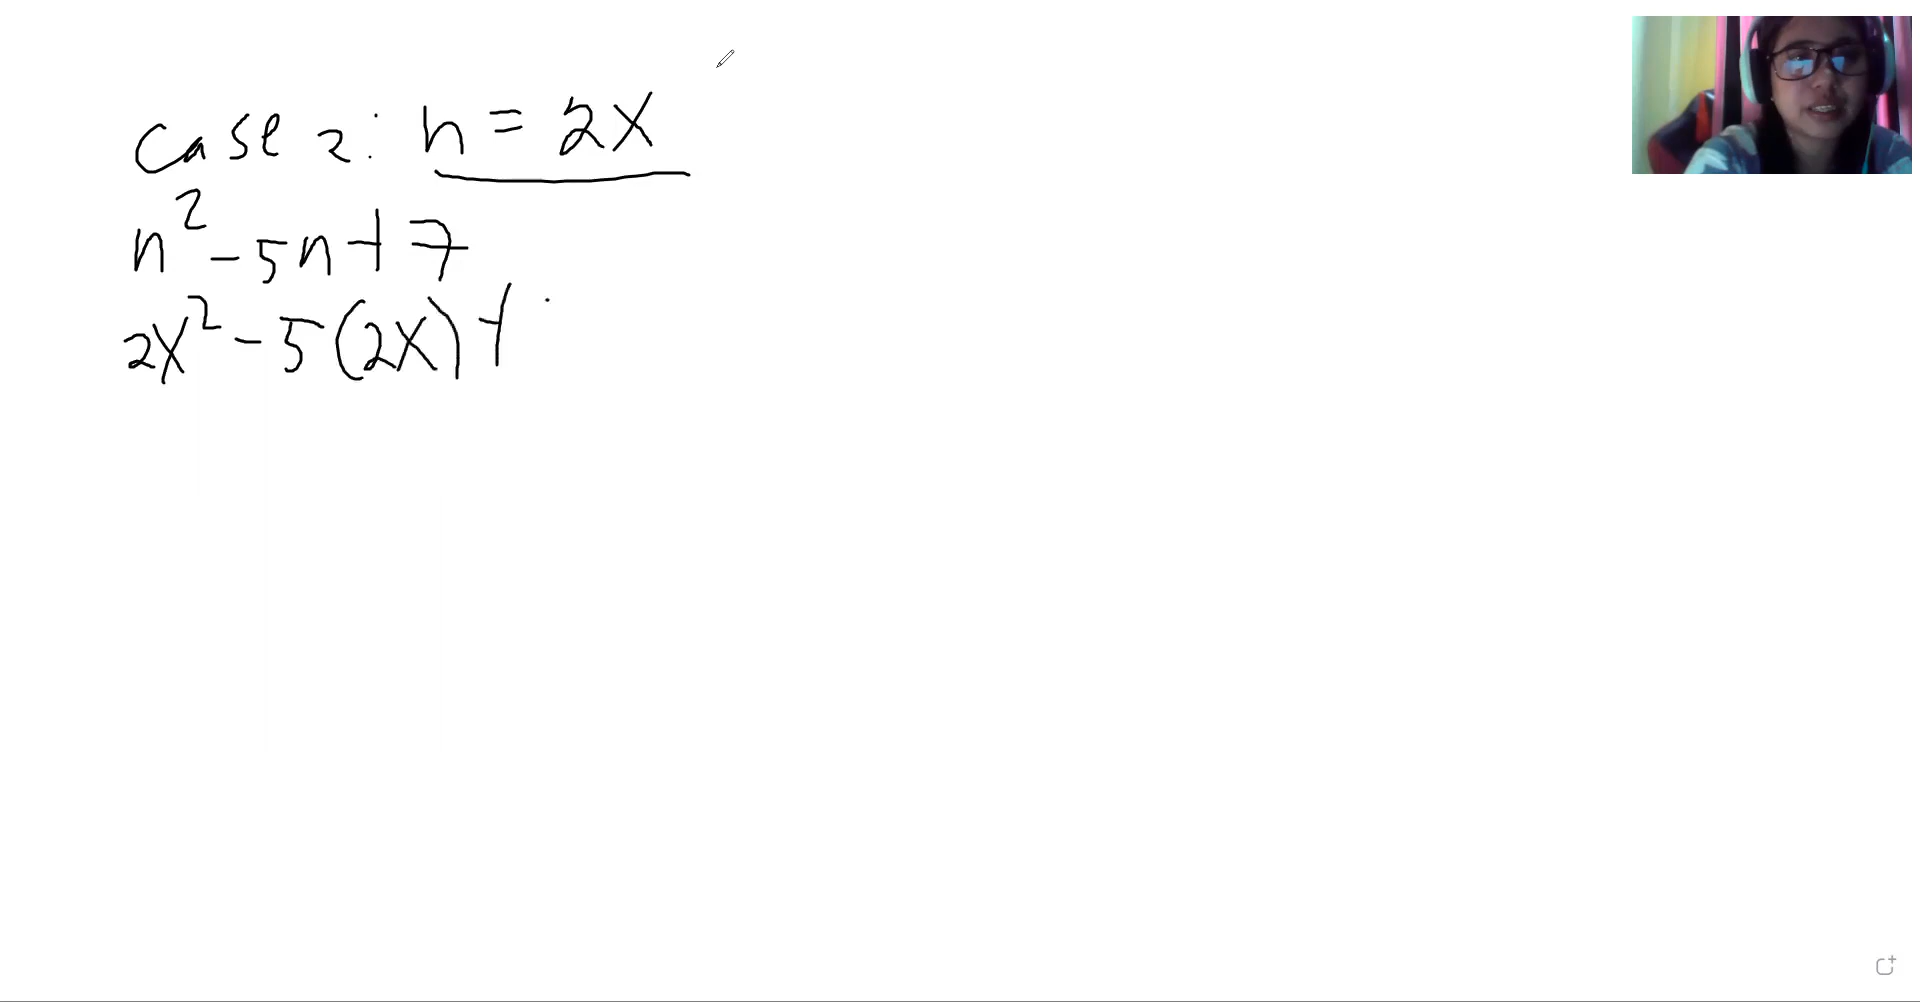 Case 2: n = 2x
n² - 5n + 7
2x² - 5(2x) +